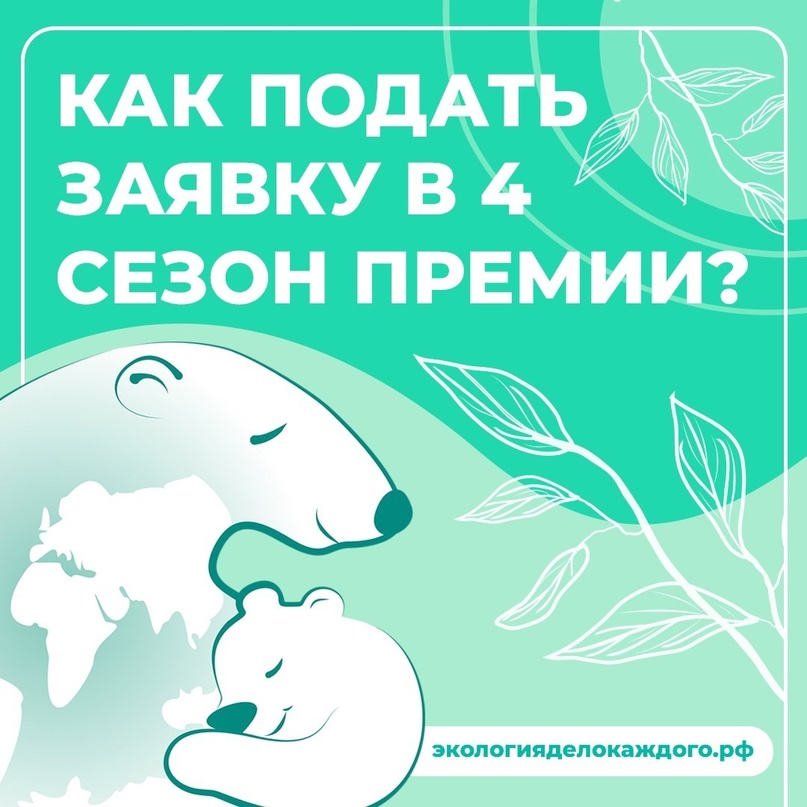 КАК ПОДАТЬ
ЗАЯВКУ В 4
СЕЗОН ПРЕМИИ?
экологияделокаждого.рф